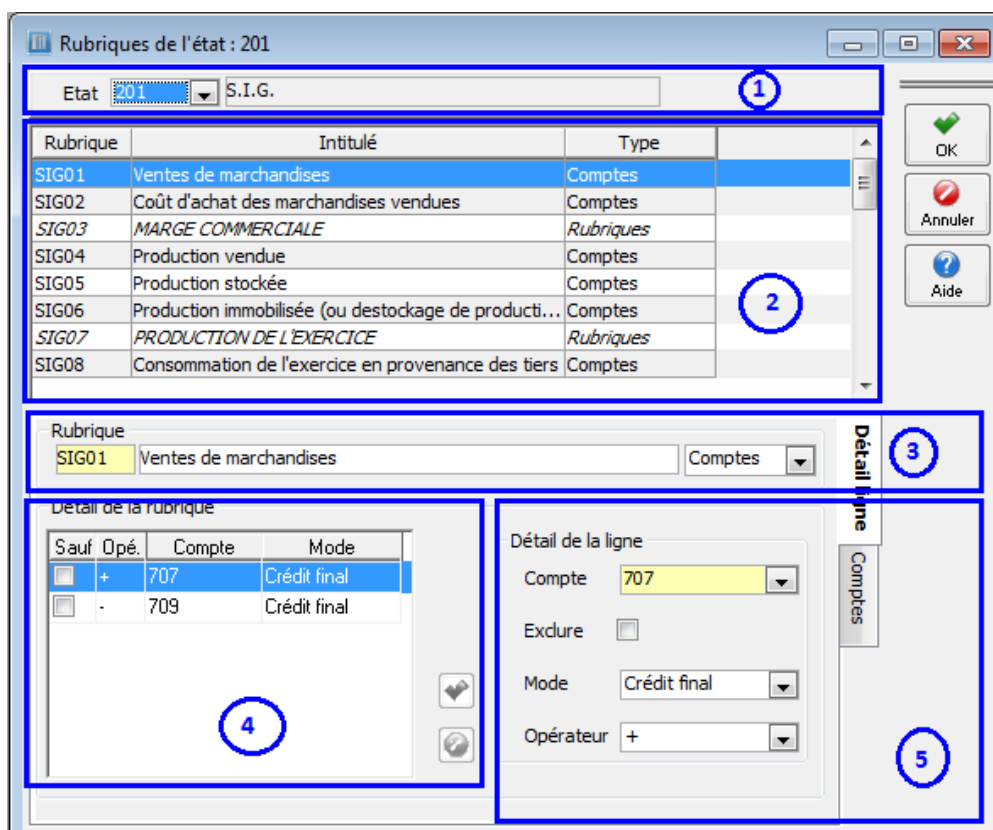 Rubriques de l'état : 201
Etat 201 S.I.G.
1
OK
Annuler
Aide
Rubrique Intitulé Type
SIG01 Ventes de marchandises Comptes
SIG02 Coût d'achat des marchandises vendues Comptes
SIG03 MARGE COMMERCIALE Rubriques
SIG04 Production vendue Comptes
SIG05 Production stockée Comptes
SIG06 Production immobilisée (ou destockage de producti... Comptes
SIG07 PRODUCTION DE L'EXERCICE Rubriques
SIG08 Consommation de l'exercice en provenance des tiers Comptes
2
Rubrique
SIG01 Ventes de marchandises Comptes
3
Détail ligne
Comptes
Détail de la rubrique
Sauf Opé. Compte Mode
+ 707 Crédit final
- 709 Crédit final
4
Détail de la ligne
Compte 707
Exclure
Mode Crédit final
Opérateur +
5